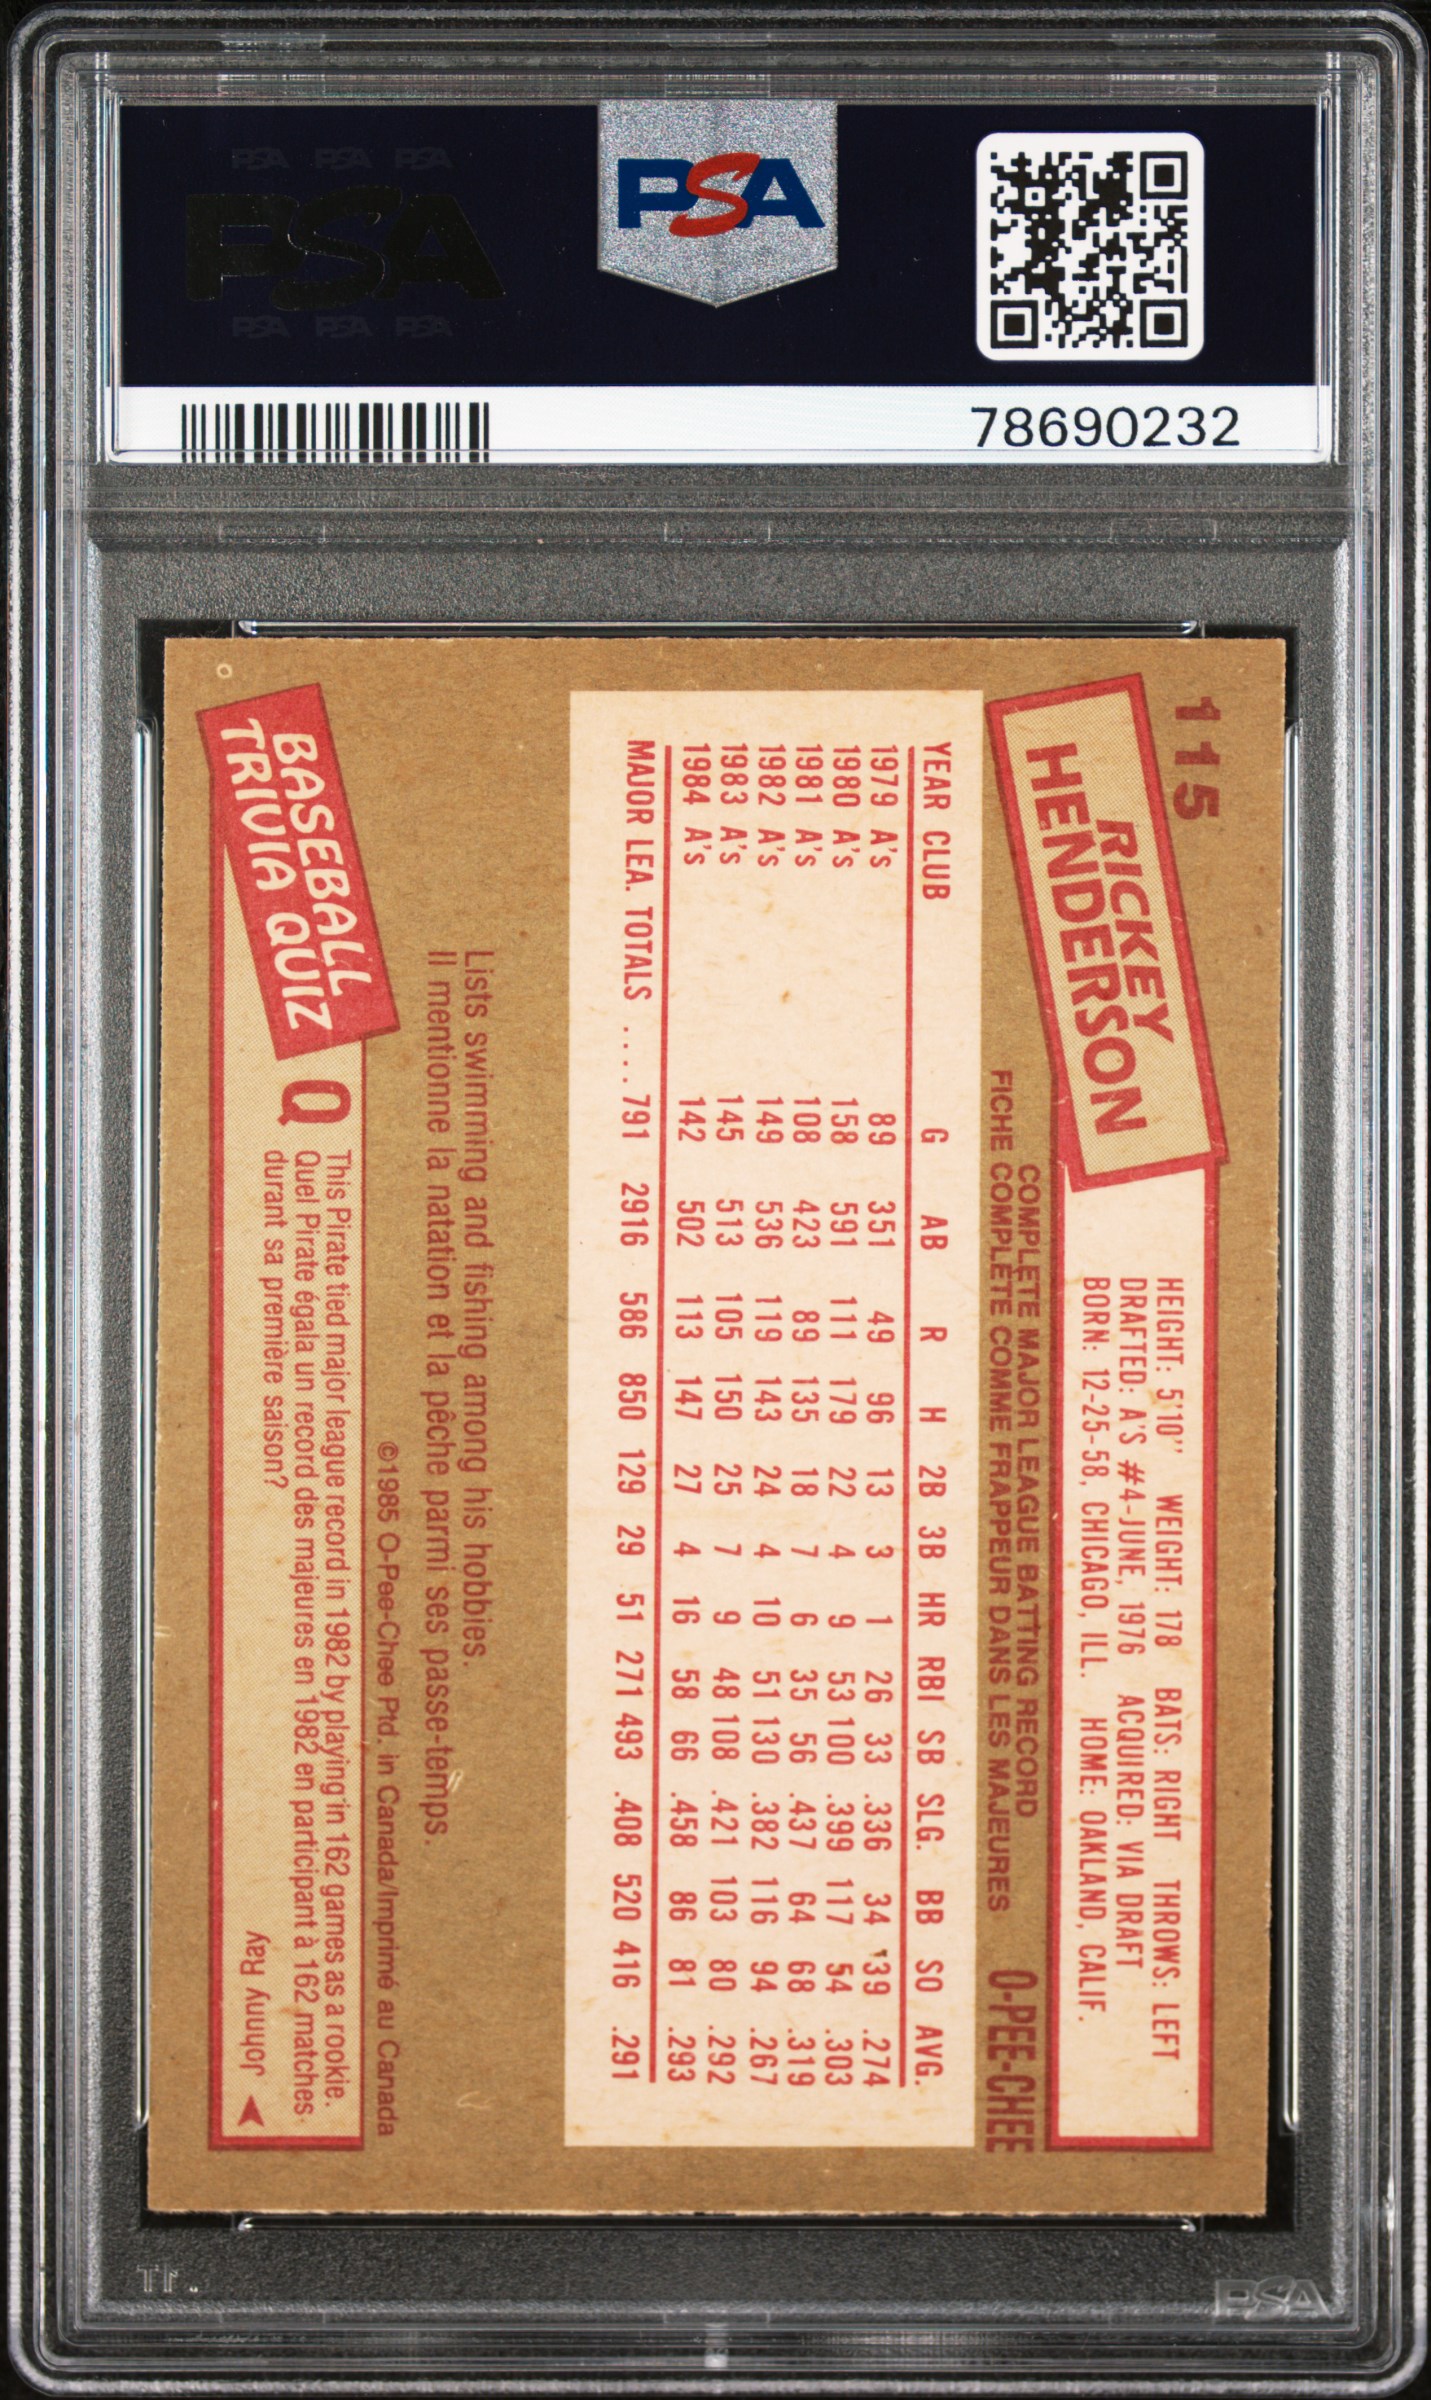 PSA PSA PSA
PSA
PSA PSA PSA
PSA
78690232
115
RICKEY
HENDERSON
HEIGHT: 5'10" WEIGHT: 178 BATS: RIGHT THROWS: LEFT
DRAFTED: A'S #4-JUNE, 1976 ACQUIRED: VIA DRAFT
BORN: 12-25-58, CHICAGO, ILL. HOME: OAKLAND, CALIF.
COMPLETE MAJOR LEAGUE BATTING RECORD
FICHE COMPLÈTE COMME FRAPPEUR DANS LES MAJEURES
O-PEE-CHEE
YEAR CLUB G AB R H 2B 3B HR RBI SB SLG. BB SO AVG.
1979 A's 89 351 49 96 13 3 1 26 33 .336 34 39 .274
1980 A's 158 591 111 179 22 4 9 53 100 .399 117 54 .303
1981 A's 108 423 89 135 18 7 6 35 56 .437 64 68 .319
1982 A's 149 536 119 143 24 4 10 51 130 .382 116 94 .267
1983 A's 145 513 105 150 25 7 9 48 108 .421 103 80 .292
1984 A's 142 502 113 147 27 4 16 58 66 .458 86 81 .293
MAJOR LEA. TOTALS .... 791 2916 586 850 129 29 51 271 493 .408 520 416 .291
Lists swimming and fishing among his hobbies.
Il mentionne la natation et la pêche parmi ses passe-temps.
©1985 O-Pee-Chee Ptd. in Canada/Imprimé au Canada
BASEBALL
TRIVIA QUIZ
Q
This Pirate tied major league record in 1982 by playing in 162 games as a rookie.
Quel Pirate égala un record des majeures en 1982 en participant à 162 matches
durant sa première saison?
Johnny Ray
PSA